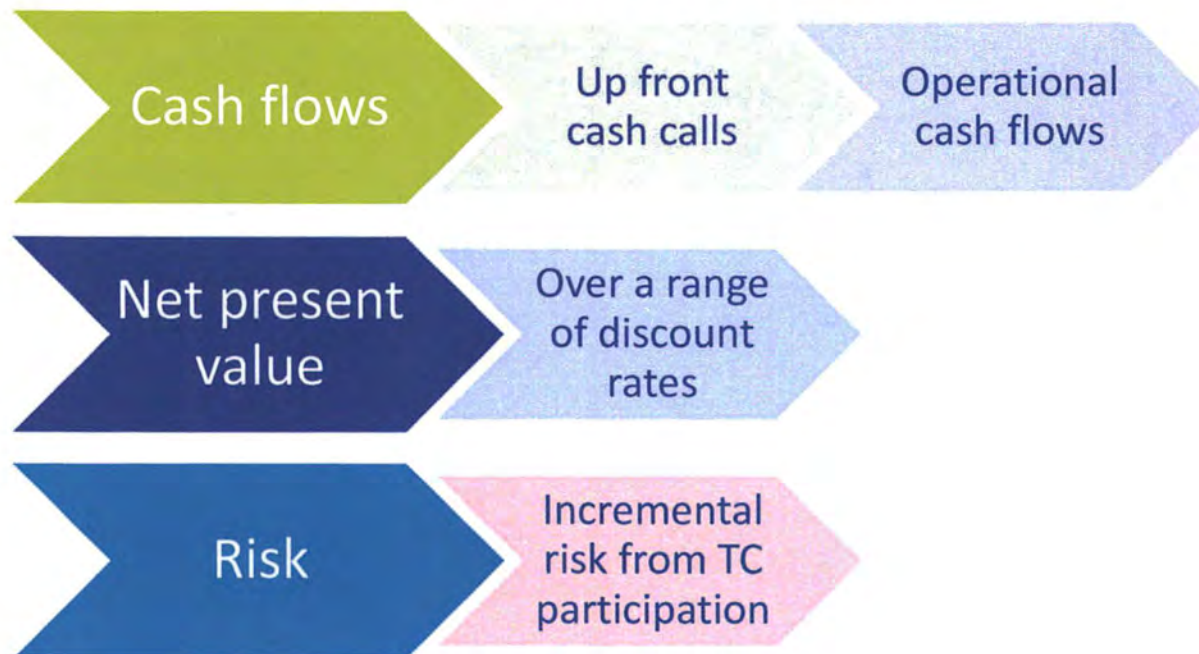 Cash flows
Up front
cash calls
Operational
cash flows
Net present
value
Over a range
of discount
rates
Risk
Incremental
risk from TC
participation